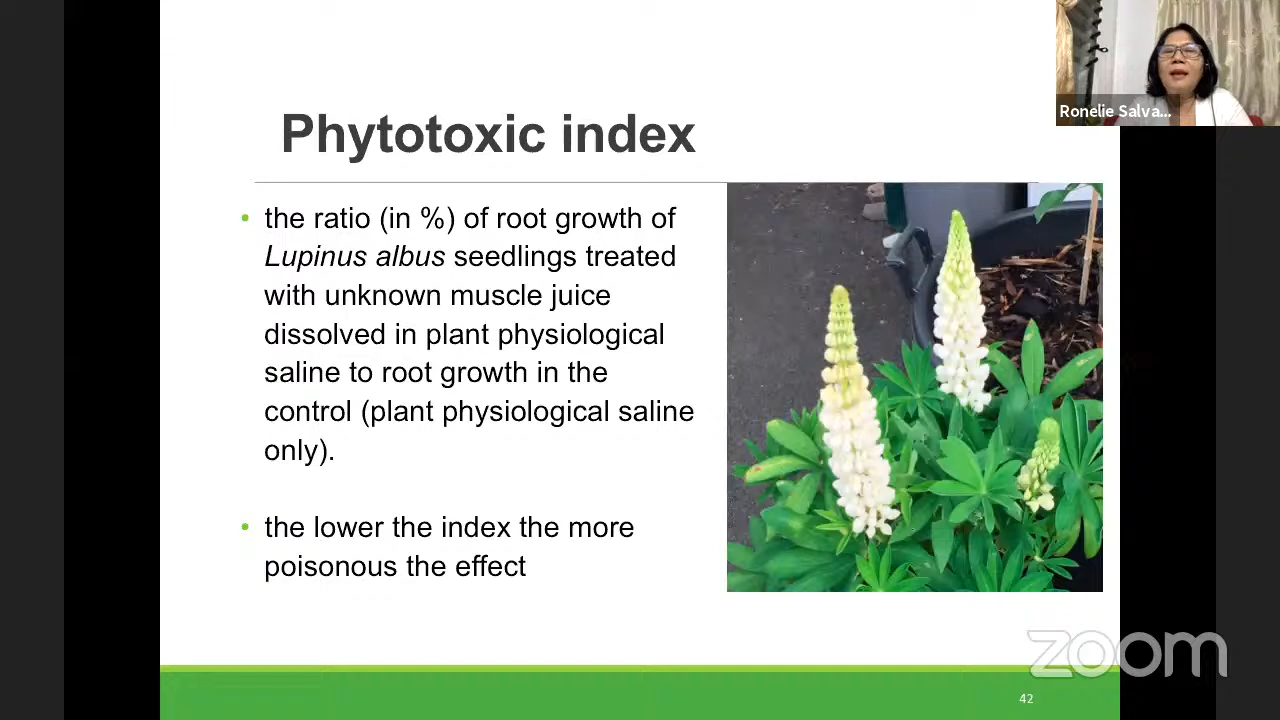 Ronelie Salva...
Phytotoxic index
• the ratio (in %) of root growth of
Lupinus albus seedlings treated
with unknown muscle juice
dissolved in plant physiological
saline to root growth in the
control (plant physiological saline
only).
• the lower the index the more
poisonous the effect
zoom
42